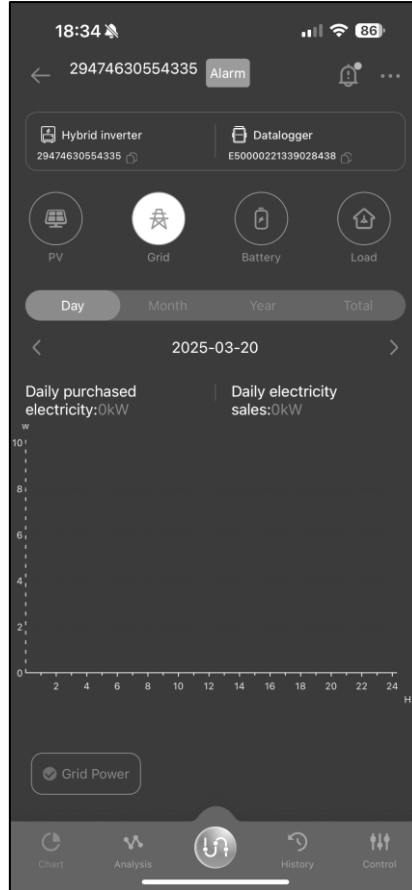 18:34 86
29474630554335 Alarm
Hybrid inverter Datalogger
29474630554335 E50000221339028438
PV Grid Battery Load
Day Month Year Total
2025-03-20
Daily purchased electricity:0kW
Daily electricity sales:0kW
w
10
8
6
4
2
0
2 4 6 8 10 12 14 16 18 20 22 24
H
Grid Power
Chart Analysis History Control